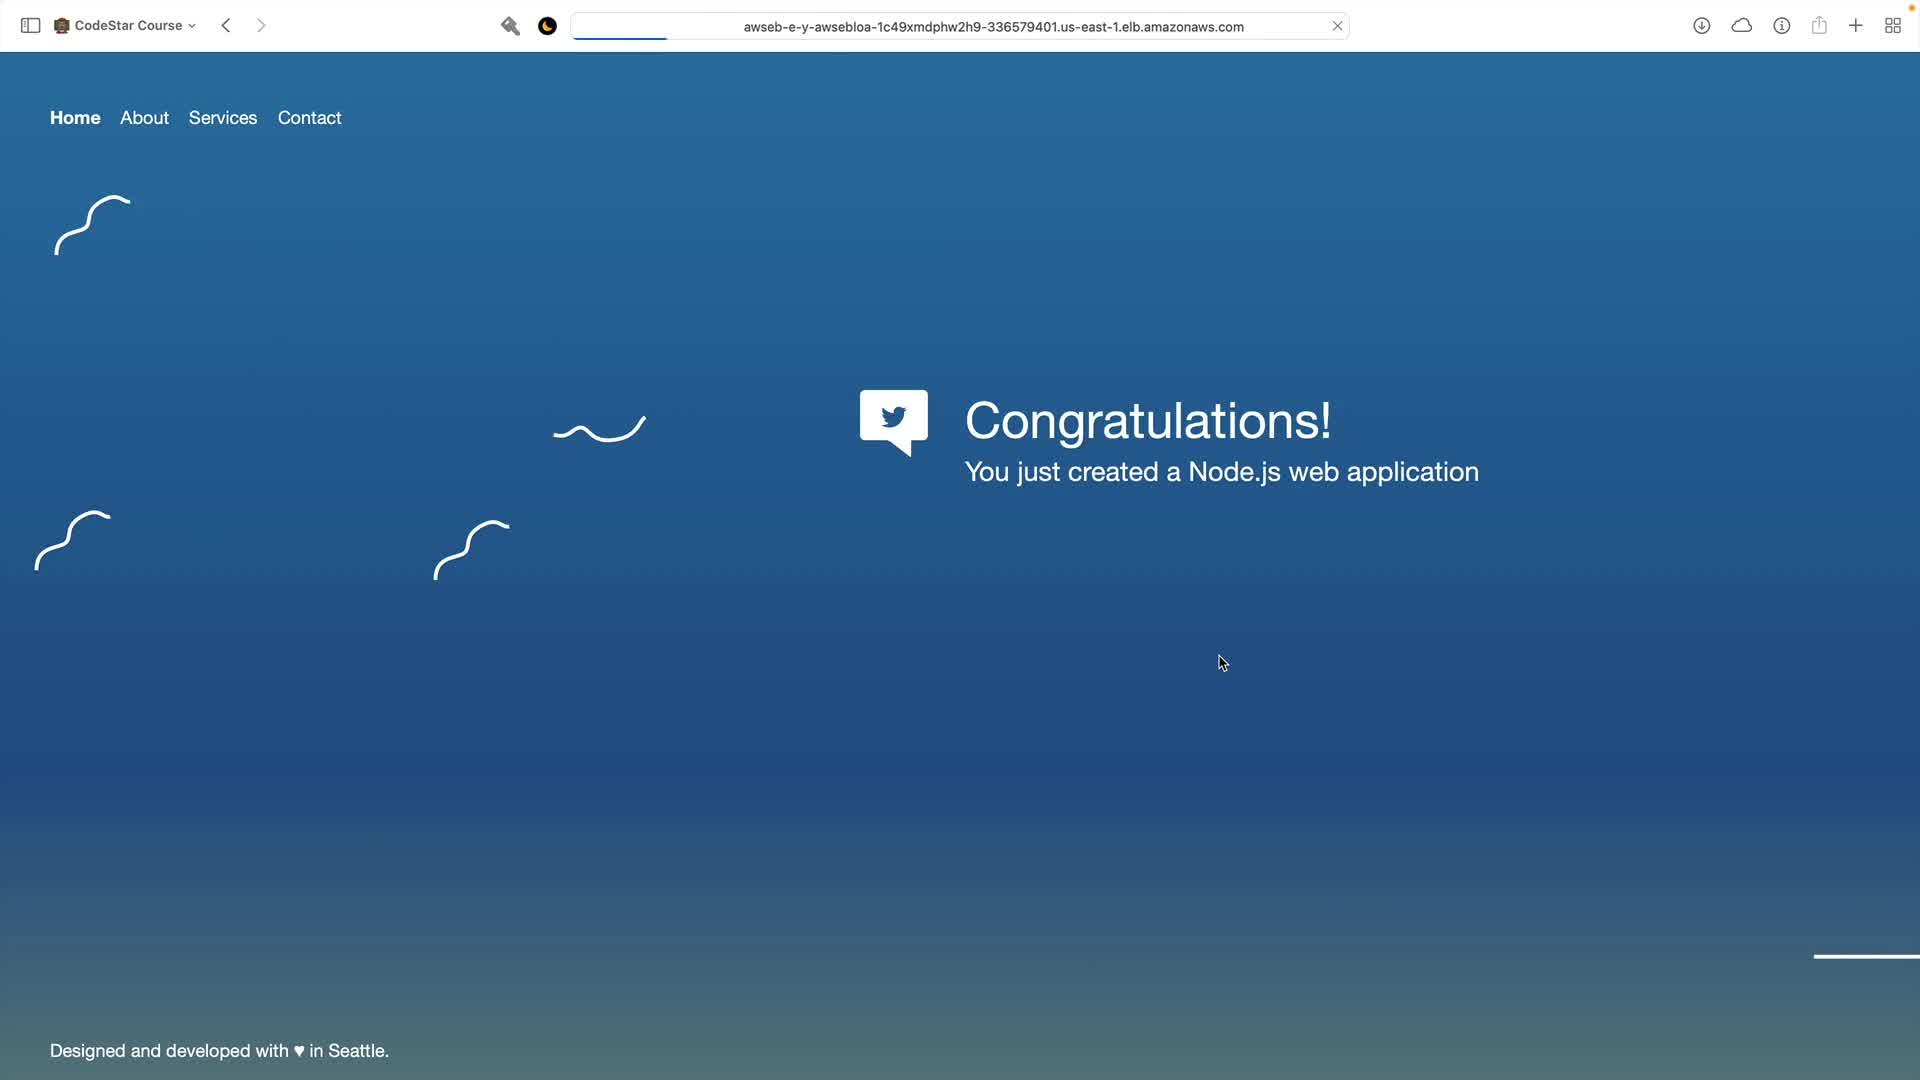 CodeStar Course
awseb-e-y-awsebloa-1c49xmdphw2h9-336579401.us-east-1.elb.amazonaws.com
Home About Services Contact
Congratulations!
You just created a Node.js web application
Designed and developed with ♥ in Seattle.